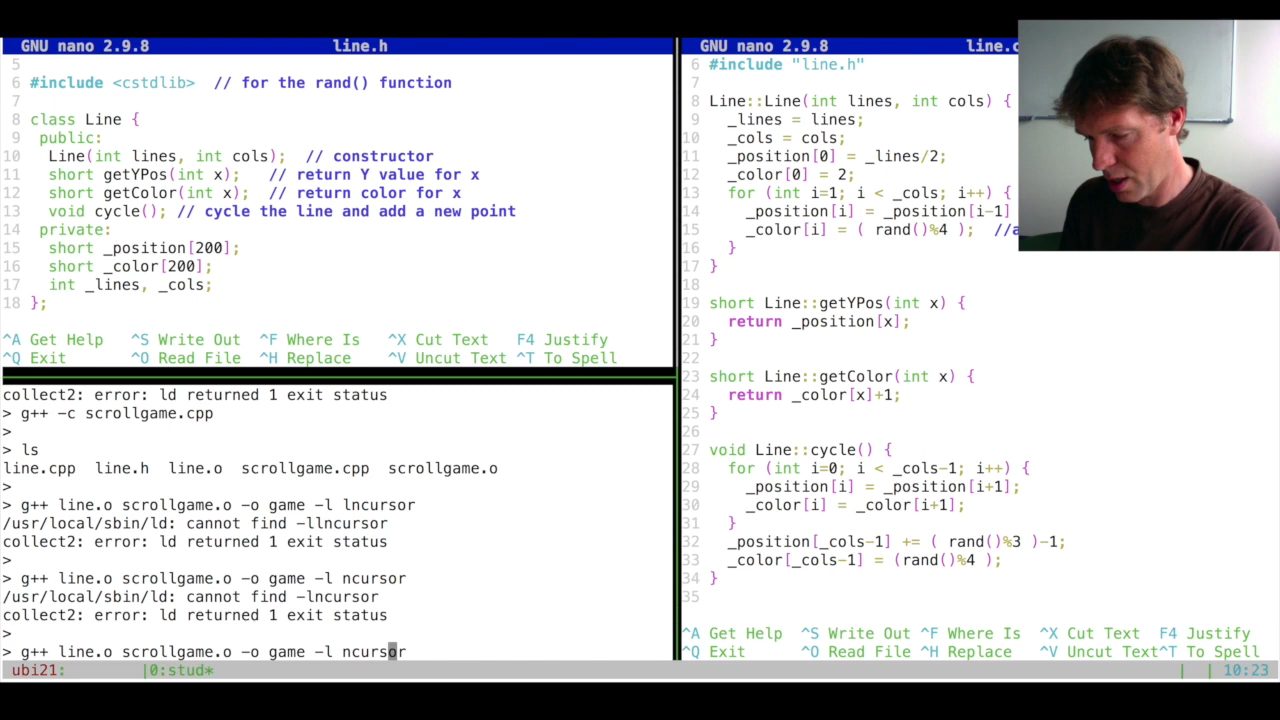 GNU nano 2.9.8 line.h
5
6 #include <cstdlib> // for the rand() function
7
8 class Line {
9 public:
10 Line(int lines, int cols); // constructor
11 short getYPos(int x); // return Y value for x
12 short getColor(int x); // return color for x
13 void cycle(); // cycle the line and add a new point
14 private:
15 short _position[200];
16 short _color[200];
17 int _lines, _cols;
18 };
^A Get Help ^S Write Out ^F Where Is ^X Cut Text F4 Justify
^Q Exit ^O Read File ^H Replace ^V Uncut Text ^T To Spell
collect2: error: ld returned 1 exit status
> g++ -c scrollgame.cpp
>
> ls
line.cpp line.h line.o scrollgame.cpp scrollgame.o
>
> g++ line.o scrollgame.o -o game -l lncursor
/usr/local/sbin/ld: cannot find -llncursor
collect2: error: ld returned 1 exit status
>
> g++ line.o scrollgame.o -o game -l ncursor
/usr/local/sbin/ld: cannot find -lncursor
collect2: error: ld returned 1 exit status
>
> g++ line.o scrollgame.o -o game -l ncursor
GNU nano 2.9.8 line.c
6 #include "line.h"
7
8 Line::Line(int lines, int cols) {
9 _lines = lines;
10 _cols = cols;
11 _position[0] = _lines/2;
12 _color[0] = 2;
13 for (int i=1; i < _cols; i++) {
14 _position[i] = _position[i-1]
15 _color[i] = ( rand()%4 ); //a
16 }
17 }
18
19 short Line::getYPos(int x) {
20 return _position[x];
21 }
22
23 short Line::getColor(int x) {
24 return _color[x]+1;
25 }
26
27 void Line::cycle() {
28 for (int i=0; i < _cols-1; i++) {
29 _position[i] = _position[i+1];
30 _color[i] = _color[i+1];
31 }
32 _position[_cols-1] += ( rand()%3 )-1;
33 _color[_cols-1] = (rand()%4 );
34 }
35
^A Get Help ^S Write Out ^F Where Is ^X Cut Text F4 Justify
^Q Exit ^O Read File ^H Replace ^V Uncut Text^T To Spell
ubi21: |0:stud* | | 10:23